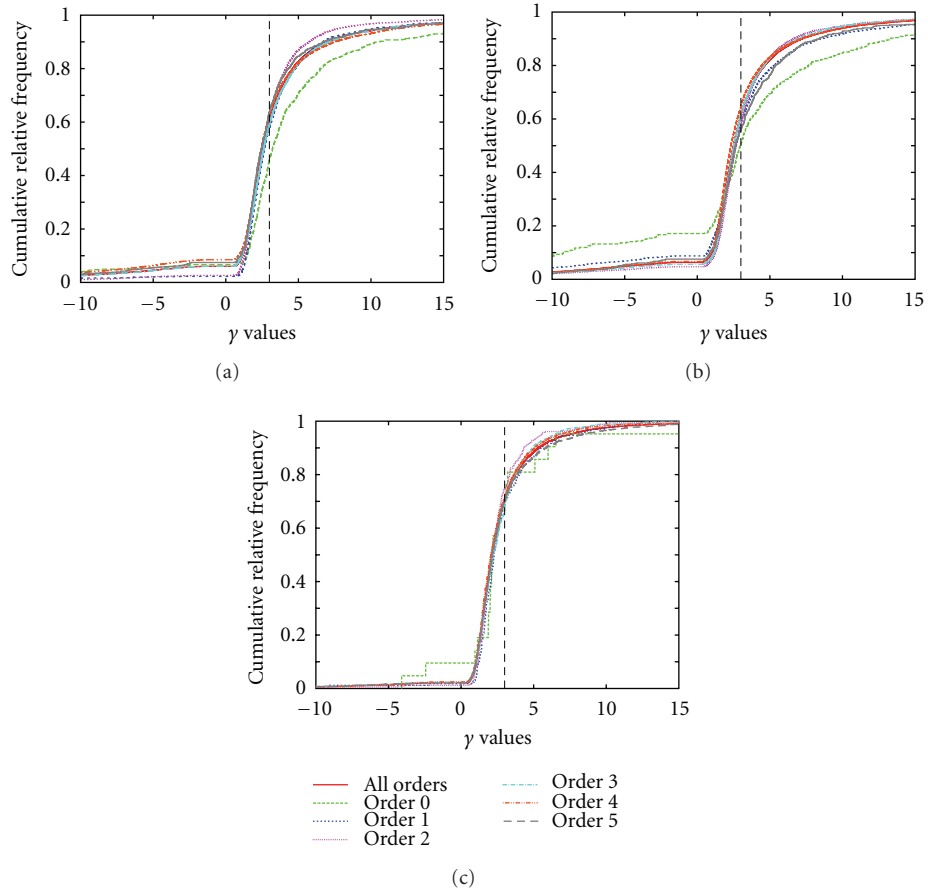 Cumulative relative frequency
1
0.8
0.6
0.4
0.2
0
−10
−5
0
5
10
15
γ values
(a)
Cumulative relative frequency
1
0.8
0.6
0.4
0.2
0
−10
−5
0
5
10
15
γ values
(b)
Cumulative relative frequency
1
0.8
0.6
0.4
0.2
0
−10
−5
0
5
10
15
γ values
All orders
Order 0
Order 1
Order 2
Order 3
Order 4
Order 5
(c)